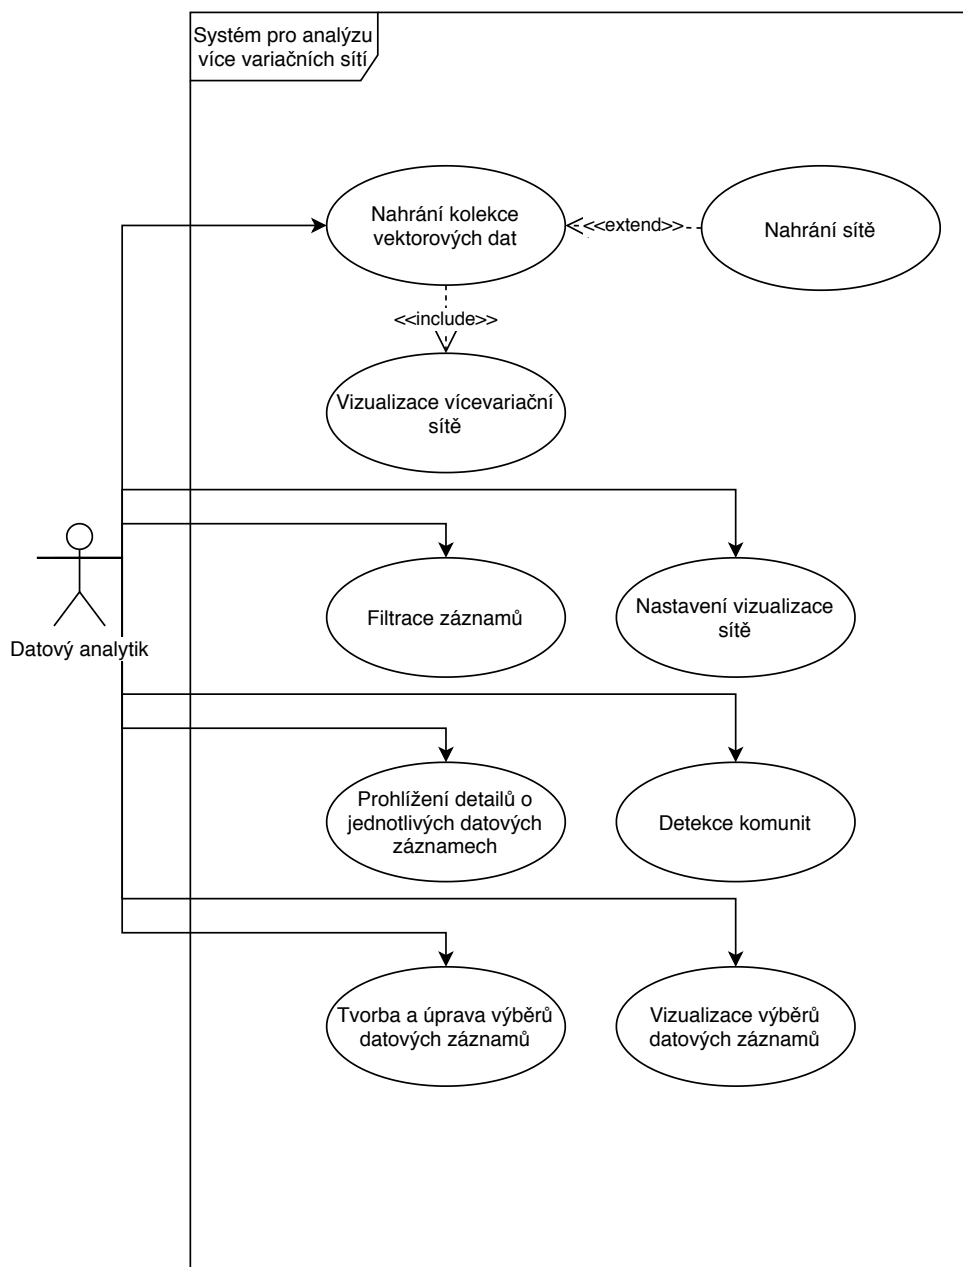 Systém pro analýzu
více variačních sítí
Nahrání kolekce
vektorových dat
<<extend>>
Nahrání sítě
<<include>>
Vizualizace vícevariační
sítě
Datový analytik
Filtrace záznamů
Nastavení vizualizace
sítě
Prohlížení detailů o
jednotlivých datových
záznamech
Detekce komunit
Tvorba a úprava výběrů
datových záznamů
Vizualizace výběrů
datových záznamů